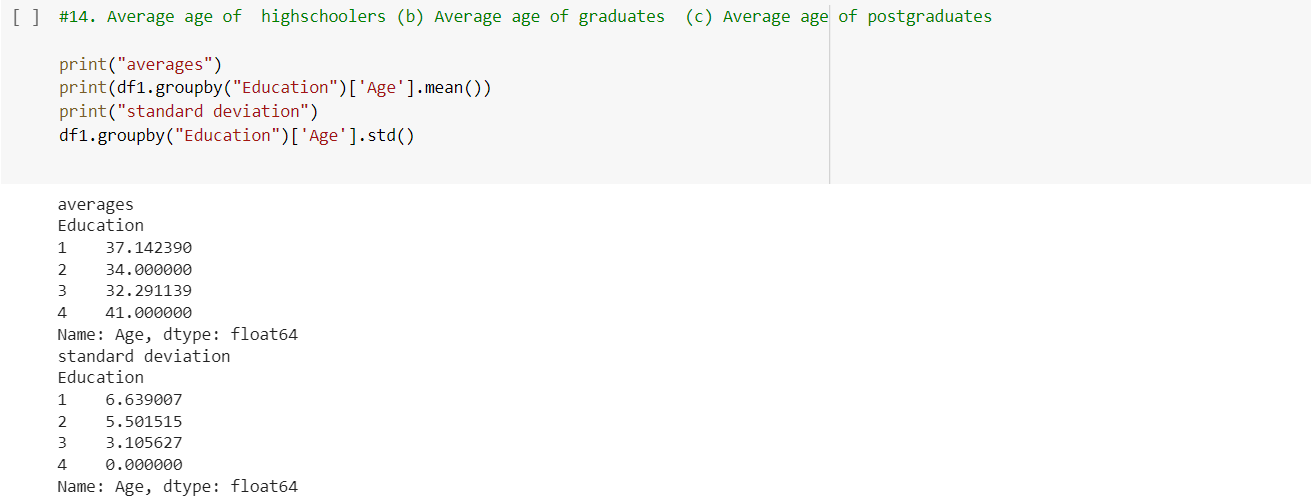 [ ] #14. Average age of  highschoolers (b) Average age of graduates  (c) Average age of postgraduates
print("averages")
print(df1.groupby("Education")['Age'].mean())
print("standard deviation")
df1.groupby("Education")['Age'].std()
averages
Education
1    37.142390
2    34.000000
3    32.291139
4    41.000000
Name: Age, dtype: float64
standard deviation
Education
1    6.639007
2    5.501515
3    3.105627
4    0.000000
Name: Age, dtype: float64